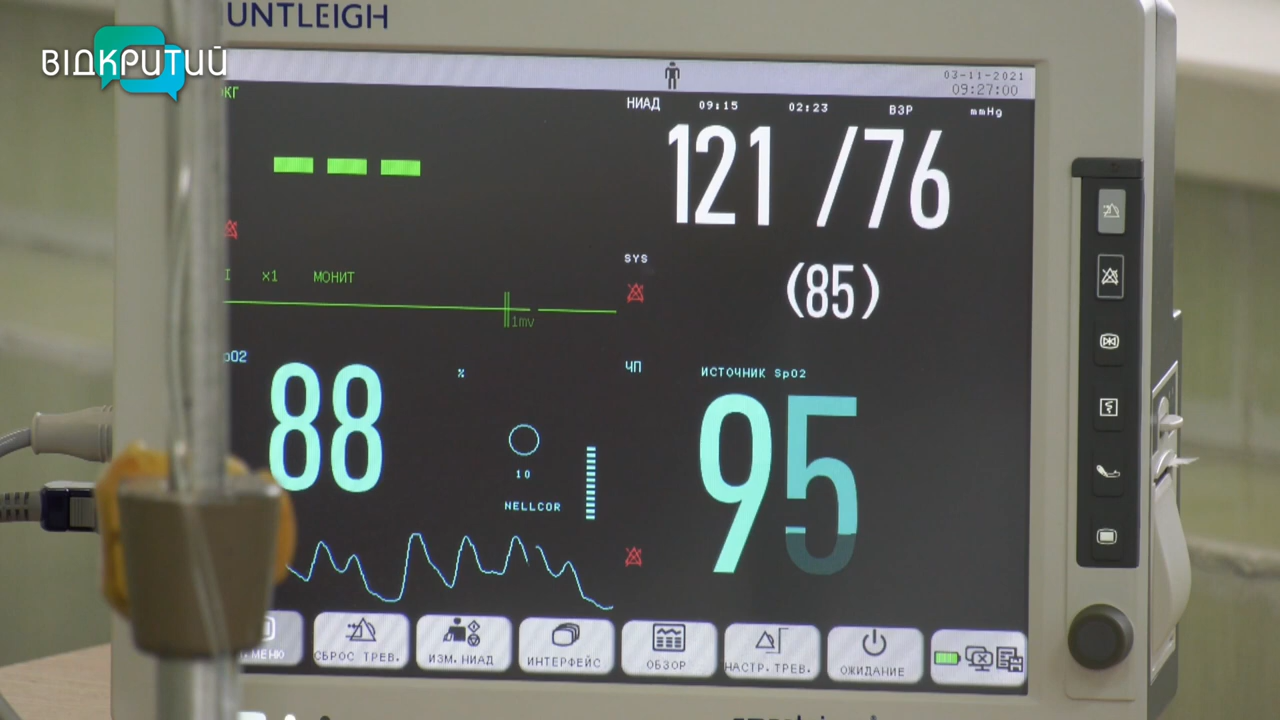 UNTLEIGH
ВІДКРИТИЙ
03-11-2021
09:27:00
КГ
НИАД 09:15 02:23 ВЗР mmHg
121 /76
SYS
(85)
I x1 МОНИТ
1mv
pO2
%
88
10
NELLCOR
ЧП
ИСТОЧНИК SpO2
95
МЕНЮ
СБРОС ТРЕВ.
ИЗМ.НИАД
ИНТЕРФЕЙС
ОБЗОР
НАСТР.ТРЕВ.
ОЖИДАНИЕ